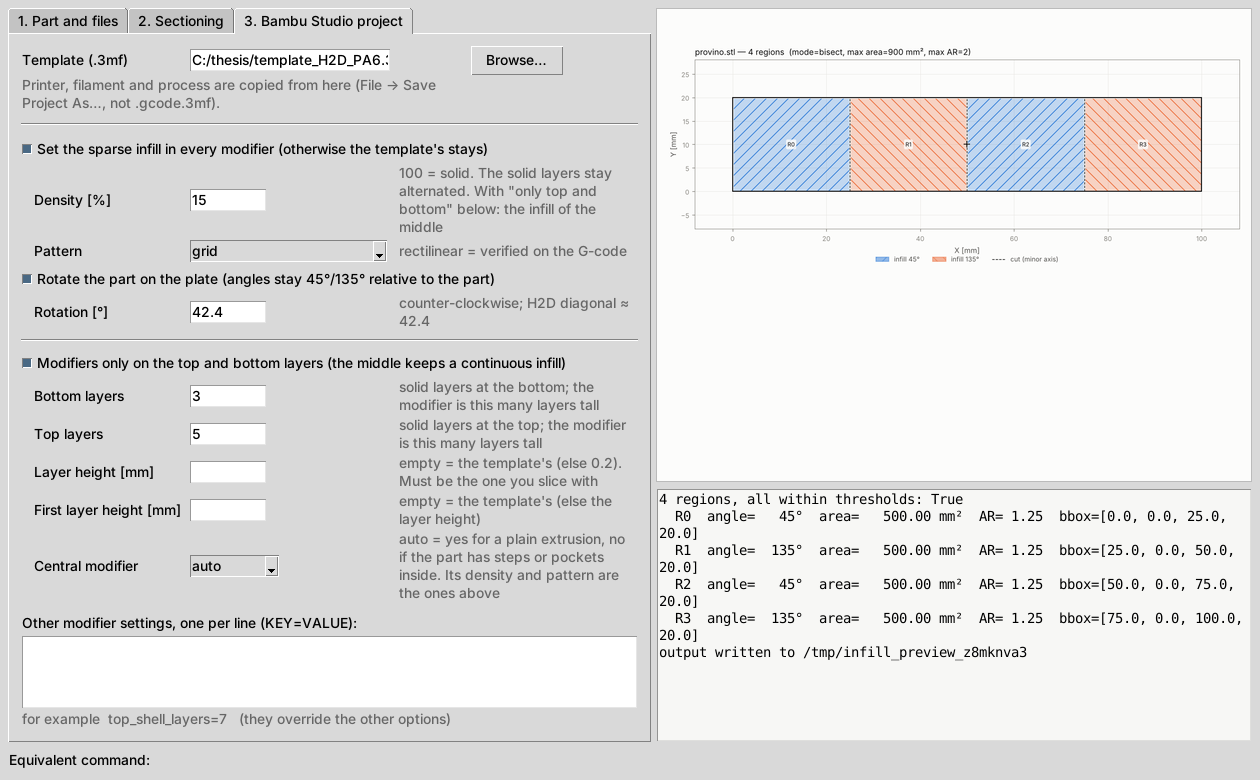 1. Part and files
2. Sectioning
3. Bambu Studio project
Template (.3mf)
C:/thesis/template_H2D_PA6.3
Browse...
Printer, filament and process are copied from here (File → Save
Project As..., not .gcode.3mf).
Set the sparse infill in every modifier (otherwise the template's stays)
Density [%]
15
100 = solid. The solid layers stay
alternated. With "only top and
bottom" below: the infill of the
middle
Pattern
grid
rectilinear = verified on the G-code
Rotate the part on the plate (angles stay 45°/135° relative to the part)
Rotation [°]
42.4
counter-clockwise; H2D diagonal ≈
42.4
Modifiers only on the top and bottom layers (the middle keeps a continuous infill)
Bottom layers
3
solid layers at the bottom; the
modifier is this many layers tall
Top layers
5
solid layers at the top; the modifier
is this many layers tall
Layer height [mm]
empty = the template's (else 0.2).
Must be the one you slice with
First layer height [mm]
empty = the template's (else the
layer height)
Central modifier
auto
auto = yes for a plain extrusion, no
if the part has steps or pockets
inside. Its density and pattern are
the ones above
Other modifier settings, one per line (KEY=VALUE):
for example  top_shell_layers=7   (they override the other options)
Equivalent command:
provino.stl — 4 regions  (mode=bisect, max area=900 mm², max AR=2)
Y [mm]
25
20
15
10
5
0
−5
R0
R1
R2
R3
0
20
40
60
80
100
X [mm]
infill 45°
infill 135°
cut (minor axis)
4 regions, all within thresholds: True
R0  angle=   45°  area=   500.00 mm²  AR= 1.25  bbox=[0.0, 0.0, 25.0,
20.0]
R1  angle=  135°  area=   500.00 mm²  AR= 1.25  bbox=[25.0, 0.0, 50.0,
20.0]
R2  angle=   45°  area=   500.00 mm²  AR= 1.25  bbox=[50.0, 0.0, 75.0,
20.0]
R3  angle=  135°  area=   500.00 mm²  AR= 1.25  bbox=[75.0, 0.0, 100.0,
20.0]
output written to /tmp/infill_preview_z8mknva3